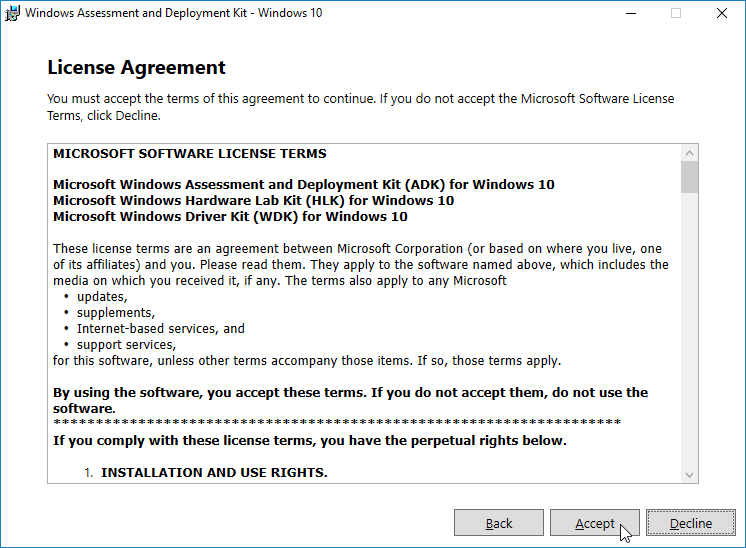 Windows Assessment and Deployment Kit - Windows 10
License Agreement
You must accept the terms of this agreement to continue. If you do not accept the Microsoft Software License
Terms, click Decline.
MICROSOFT SOFTWARE LICENSE TERMS
Microsoft Windows Assessment and Deployment Kit (ADK) for Windows 10
Microsoft Windows Hardware Lab Kit (HLK) for Windows 10
Microsoft Windows Driver Kit (WDK) for Windows 10
These license terms are an agreement between Microsoft Corporation (or based on where you live, one
of its affiliates) and you. Please read them. They apply to the software named above, which includes the
media on which you received it, if any. The terms also apply to any Microsoft
• updates,
• supplements,
• Internet-based services, and
• support services,
for this software, unless other terms accompany those items. If so, those terms apply.
By using the software, you accept these terms. If you do not accept them, do not use the
software.
*********************************************************************
If you comply with these license terms, you have the perpetual rights below.
1. INSTALLATION AND USE RIGHTS.
Back
Accept
Decline